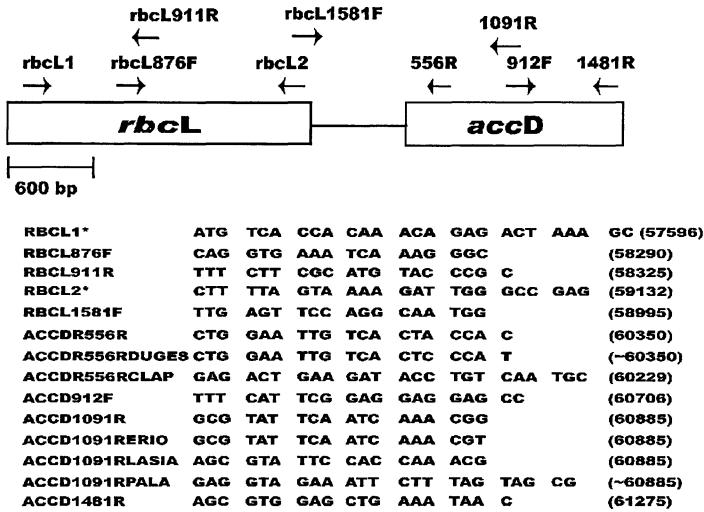 rbcL911R rbcL1581F 1091R
rbcL1 rbcL876F rbcL2 556R 912F 1481R
rbcL accD
600 bp
RBCL1* ATG TCA CCA CAA ACA GAG ACT AAA GC (57596)
RBCL876F CAG GTG AAA TCA AAG GGC (58290)
RBCL911R TTT CTT CGC ATG TAC CCG C (58325)
RBCL2* CTT TTA GTA AAA GAT TGG GCC GAG (59132)
RBCL1581F TTG AGT TTC CAG GCA ATGG (58995)
ACCDR556R CTG GAA TTG TCA CTA CCA C (60350)
ACCDR556RDUGES CTG GAA TTG TCA CTC CCA T (~60350)
ACCDR556RCLAP GAG ACT GAA GAT ACC TGT CAA TGC (60229)
ACCD912F TTT CAT TCG GAG GAG GAG CC (60706)
ACCD1091R GCG TAT TCA ATC AAA CGG (60885)
ACCD1091RERIO GCG TAT TCA ATC AAA CGT (60885)
ACCD1091RLASIA AGC GTA TTC CAC CAA ACG (60885)
ACCD1091RPALA GAG GTA GAA ATT CTT TAG TAG CG (~60885)
ACCD1481R AGC GTG GAG CTG AAA TAA C (61275)